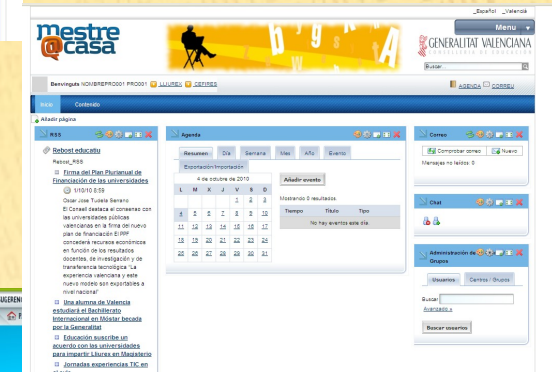 _Español _Valencià
mestre
@casa
Menu
GENERALITAT VALENCIANA
Buscar...
Benvinguts NOMBREPRO001 PRO001 LLIUREX CEFIRES
AGENDA CORREU
Inicio Contenido
Añadir página
RSS
Rebost educatiu
Rebost_RSS.
Firma del Plan Plurianual de
Financiación de las universidades
1/10/10 8:59
Oscar Jose Tudela Serrano
El Consell destaca el consenso con
las universidades públicas
valencianas en la firma del nuevo
plan de financiación El PPF
concederá recursos económicos
en función de los resultados
docentes, de investigación y de
transferencia tecnológica "La
experiencia valenciana y este
nuevo modelo son exportables a
nivel nacional"
Una alumna de Valencia
estudiará el Bachillerato
Internacional en Móstar becada
por la Generalitat
Educación suscribe un
acuerdo con las universidades
para impartir Lliurex en Magisterio
Jornadas experiencias TIC en
Agenda
Resumen Día Semana Mes Año Evento
Exportación/Importación
4 de octubre de 2010
L M X J V S D
1 2 3
4 5 6 7 8 9 10
11 12 13 14 15 16 17
18 19 20 21 22 23 24
25 26 27 28 29 30 31
Añadir evento
Mostrando 0 resultados.
Tiempo Título Tipo
No hay eventos este día.
Correo
Comprobar correo Nuevo
Mensajes no leídos: 0
Chat
Administración de
Grupos
Usuarios Centros / Grupos
Buscar
Avanzado »
Buscar usuarios